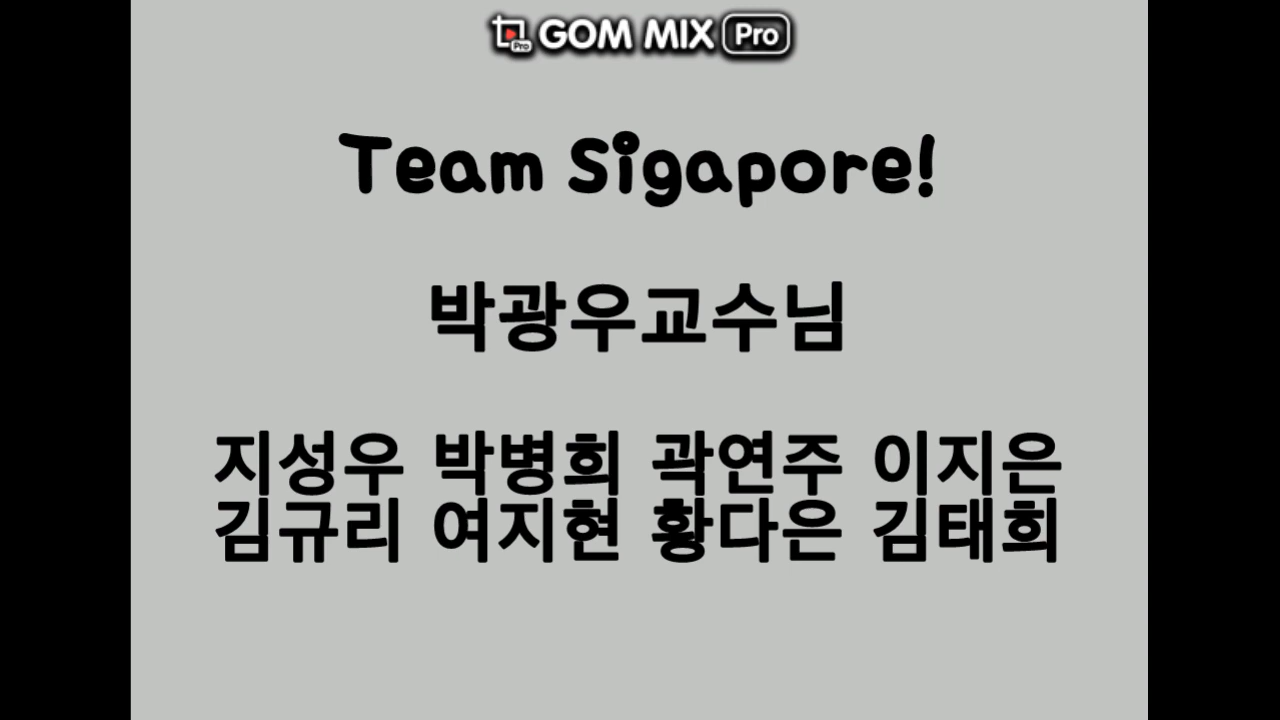 GOM MIX Pro
Team Sigapore!
박광우교수님
지성우 박병희 곽연주 이지은
김규리 여지현 황다은 김태희